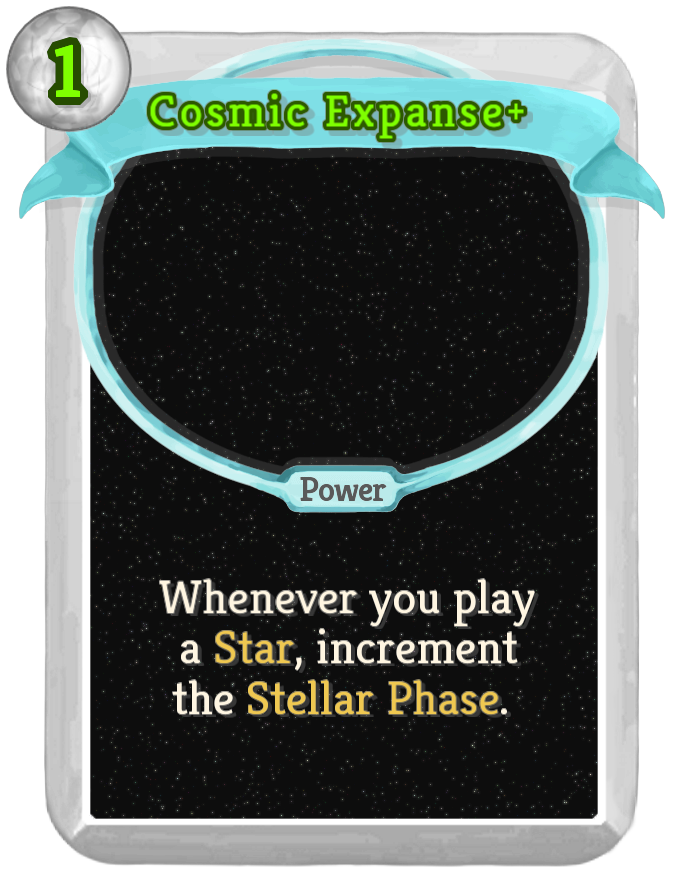 1
Cosmic Expanse+
Power
Whenever you play
a Star, increment
the Stellar Phase.